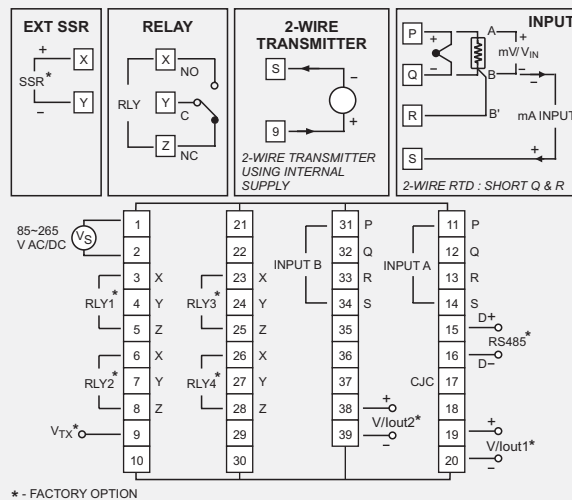 EXT SSR
+
X
SSR*
Y
−
RELAY
X
NO
RLY
Y
C
Z
NC
2-WIRE
TRANSMITTER
S
−
+
9
2-WIRE TRANSMITTER
USING INTERNAL
SUPPLY
INPUT
P
A
+
+
mV/VIN
−
−
Q
B
−
R
B'
mA INPUT
S
+
2-WIRE RTD : SHORT Q & R
85~265
V AC/DC
VS
1
2
3 X
RLY1*
4 Y
5 Z
6 X
RLY2*
7 Y
8 Z
VTX*
9
10
21
22
23 X
RLY3*
24 Y
25 Z
26 X
RLY4*
27 Y
28 Z
29
30
31 P
32 Q
INPUT B
33 R
34 S
35
36
37
38 +
V/Iout2*
39 −
11 P
12 Q
INPUT A
13 R
14 S
15 D+
RS485*
16 D−
CJC 17
18
19 +
V/Iout1*
20 −
* - FACTORY OPTION